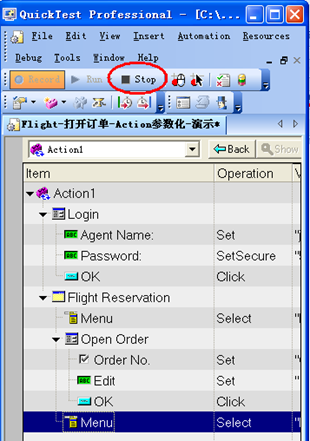 QuickTest Professional - [C:\...
File Edit View Insert Automation Resources
Debug Tools Window Help
Record Run Stop
Flight-打开订单-Action参数化-演示*
Action1 Back Show
Item Operation V
Action1
Login
Agent Name: Set "j
Password: SetSecure
OK Click
Flight Reservation
Menu Select
Open Order
Order No. Set
Edit Set "
OK Click
Menu Select